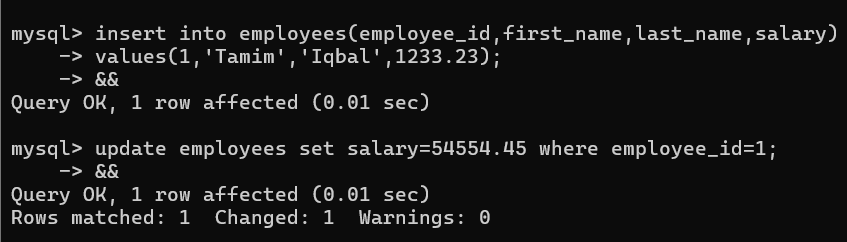 mysql> insert into employees(employee_id,first_name,last_name,salary)
    -> values(1,'Tamim','Iqbal',1233.23);
    -> &&
Query OK, 1 row affected (0.01 sec)
mysql> update employees set salary=54554.45 where employee_id=1;
    -> &&
Query OK, 1 row affected (0.01 sec)
Rows matched: 1  Changed: 1  Warnings: 0